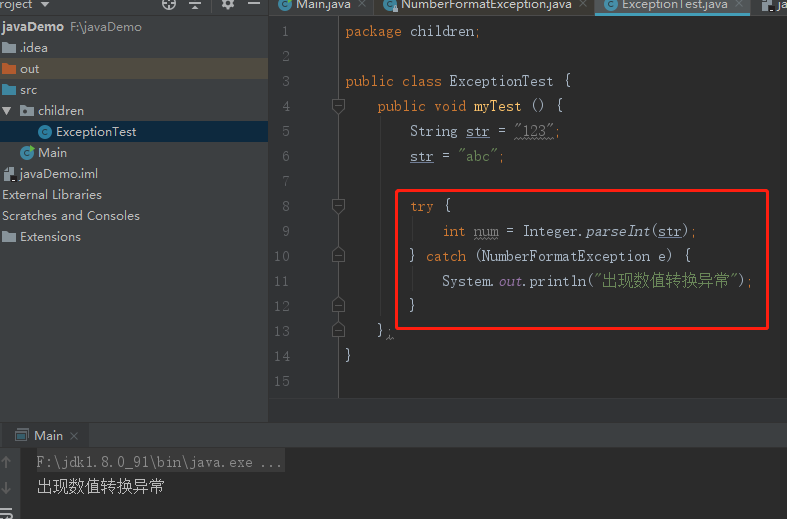 roject
Main.java
NumberFormatException.java
ExceptionTest.java
ja
javaDemo F:\javaDemo
.idea
out
src
children
ExceptionTest
Main
javaDemo.iml
External Libraries
Scratches and Consoles
Extensions
1 package children;
2
3 public class ExceptionTest {
4 public void myTest () {
5 String str = "123";
6 str = "abc";
7
8 try {
9 int num = Integer.parseInt(str);
10 } catch (NumberFormatException e) {
11 System.out.println("出现数值转换异常");
12 }
13 };
14 }
15
Main
F:\jdk1.8.0_91\bin\java.exe ...
出现数值转换异常